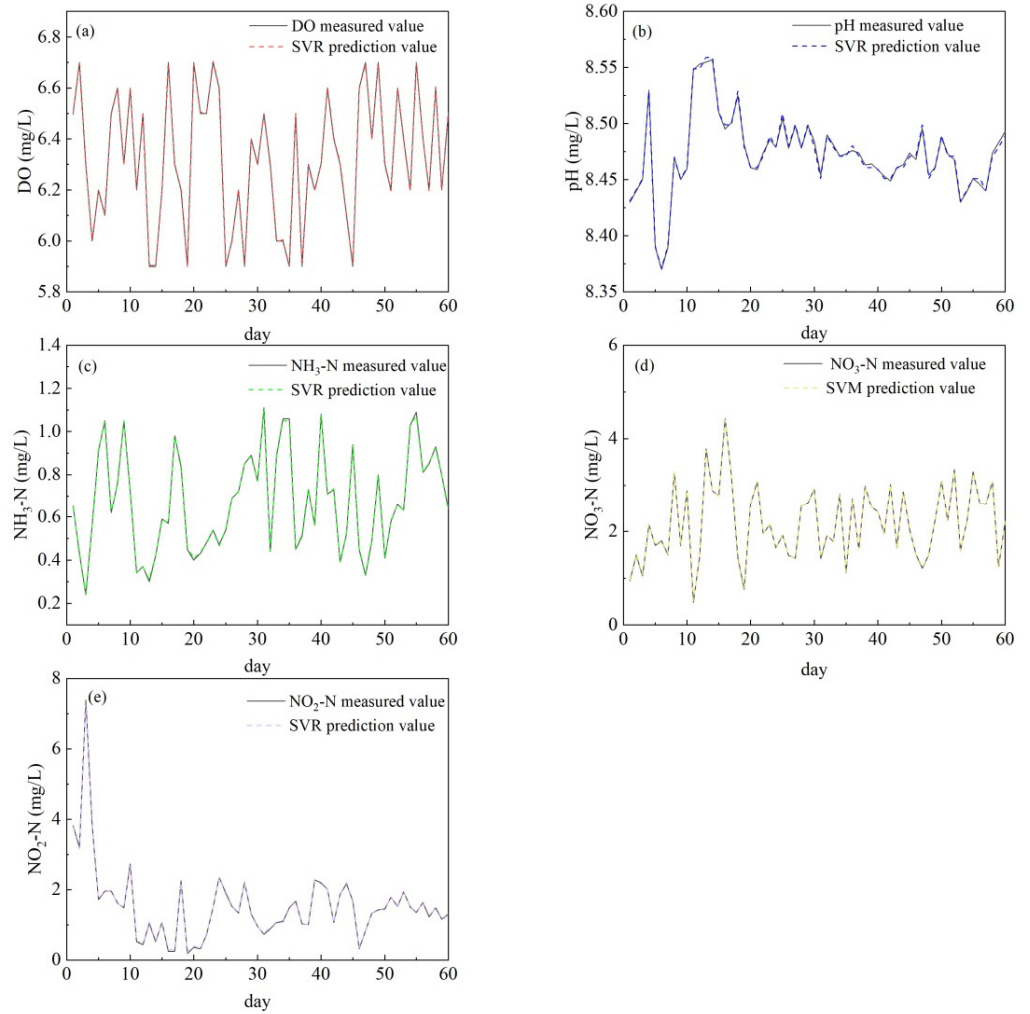 (a)
DO measured value
SVR prediction value
6.8
6.6
6.4
6.2
6.0
5.8
DO (mg/L)
0 10 20 30 40 50 60
day
(b)
pH measured value
SVR prediction value
8.60
8.55
8.50
8.45
8.40
8.35
pH (mg/L)
0 10 20 30 40 50 60
day
(c)
NH₃-N measured value
SVR prediction value
1.4
1.2
1.0
0.8
0.6
0.4
0.2
NH₃-N (mg/L)
0 10 20 30 40 50 60
day
(d)
NO₃-N measured value
SVM prediction value
6
4
2
0
NO₃-N (mg/L)
0 10 20 30 40 50 60
day
(e)
NO₂-N measured value
SVR prediction value
8
6
4
2
0
NO₂-N (mg/L)
0 10 20 30 40 50 60
day